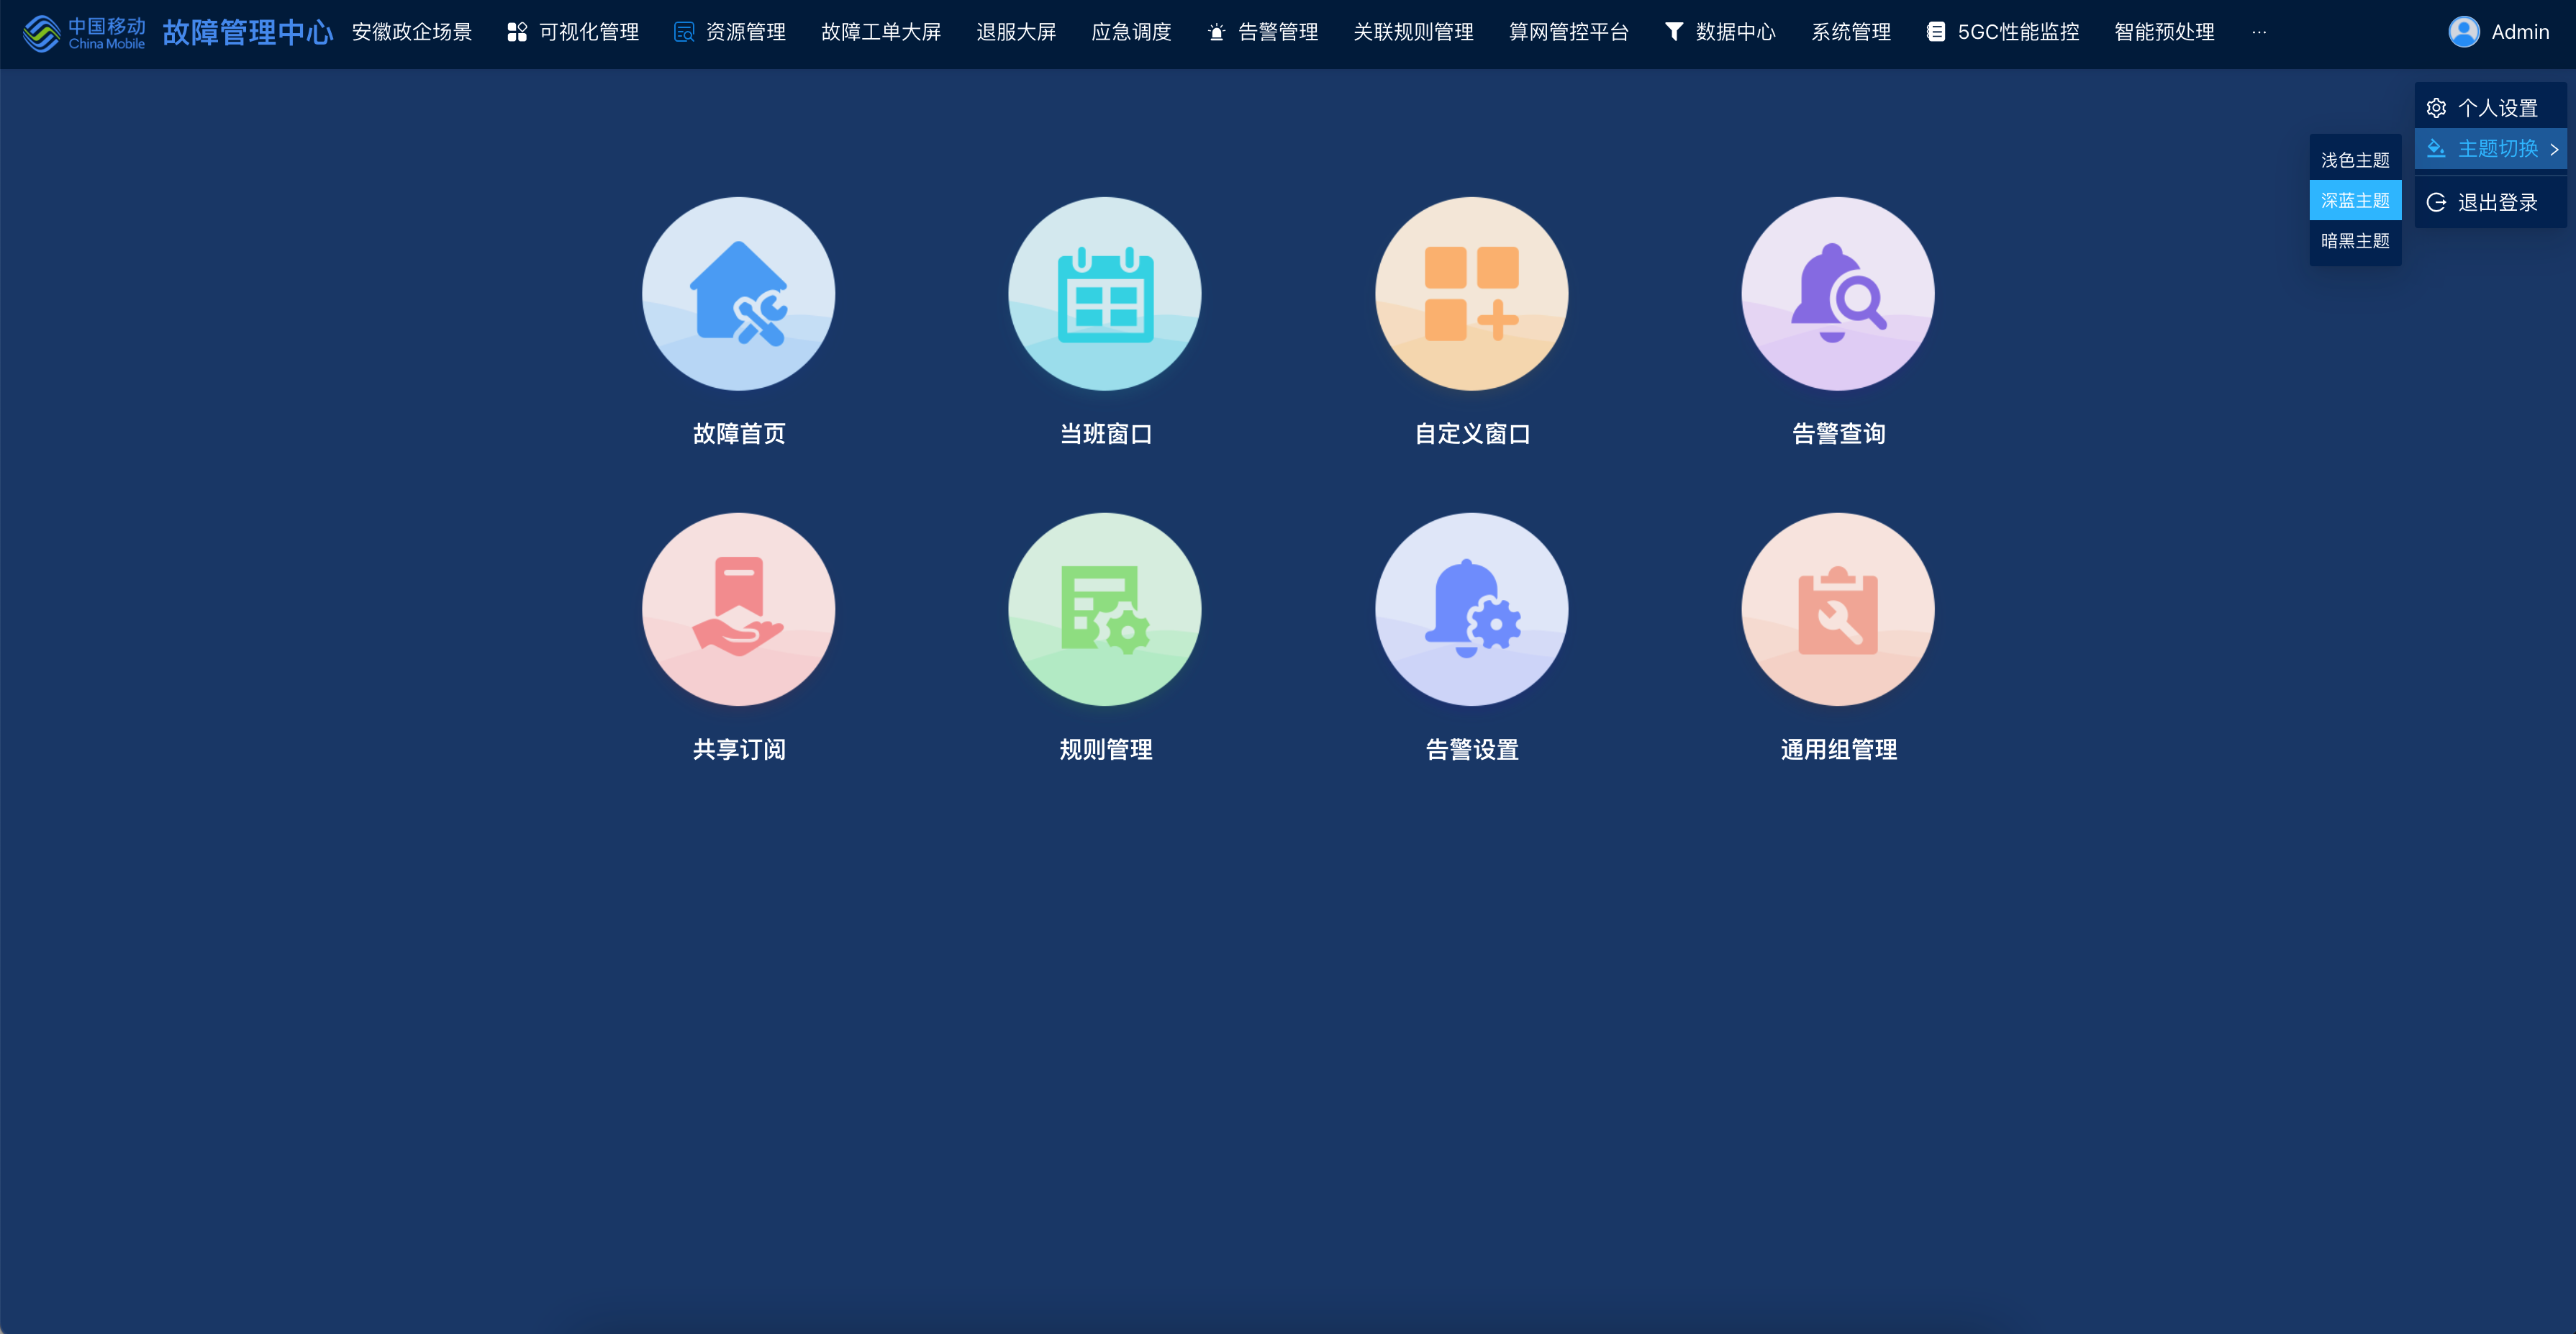 中国移动
China Mobile
故障管理中心
安徽政企场景
可视化管理
资源管理
故障工单大屏
退服大屏
应急调度
告警管理
关联规则管理
算网管控平台
数据中心
系统管理
5GC性能监控
智能预处理
···
Admin
个人设置
主题切换
退出登录
浅色主题
深蓝主题
暗黑主题
故障首页
当班窗口
自定义窗口
告警查询
共享订阅
规则管理
告警设置
通用组管理